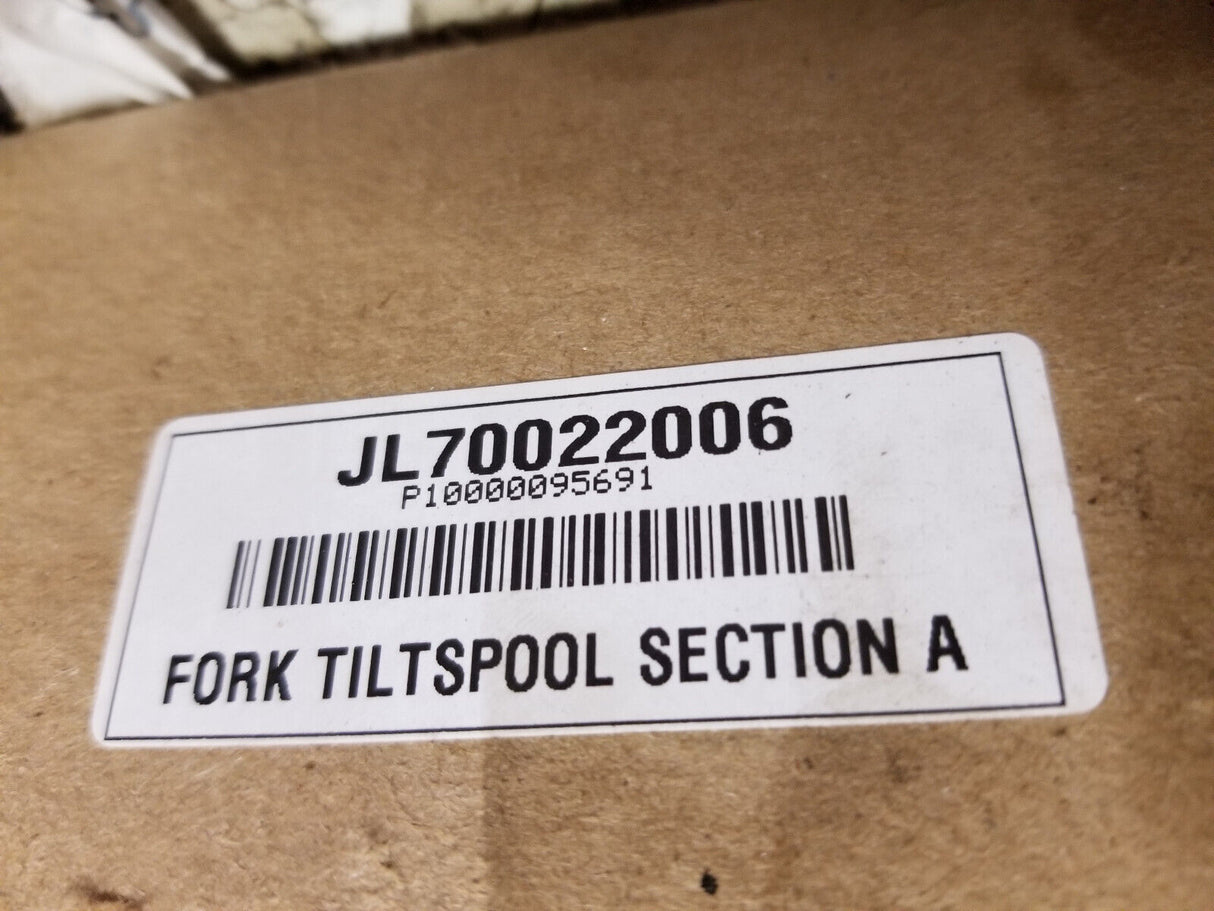 JL70022006
P10000095691
FORK TILTSPOOL SECTION A